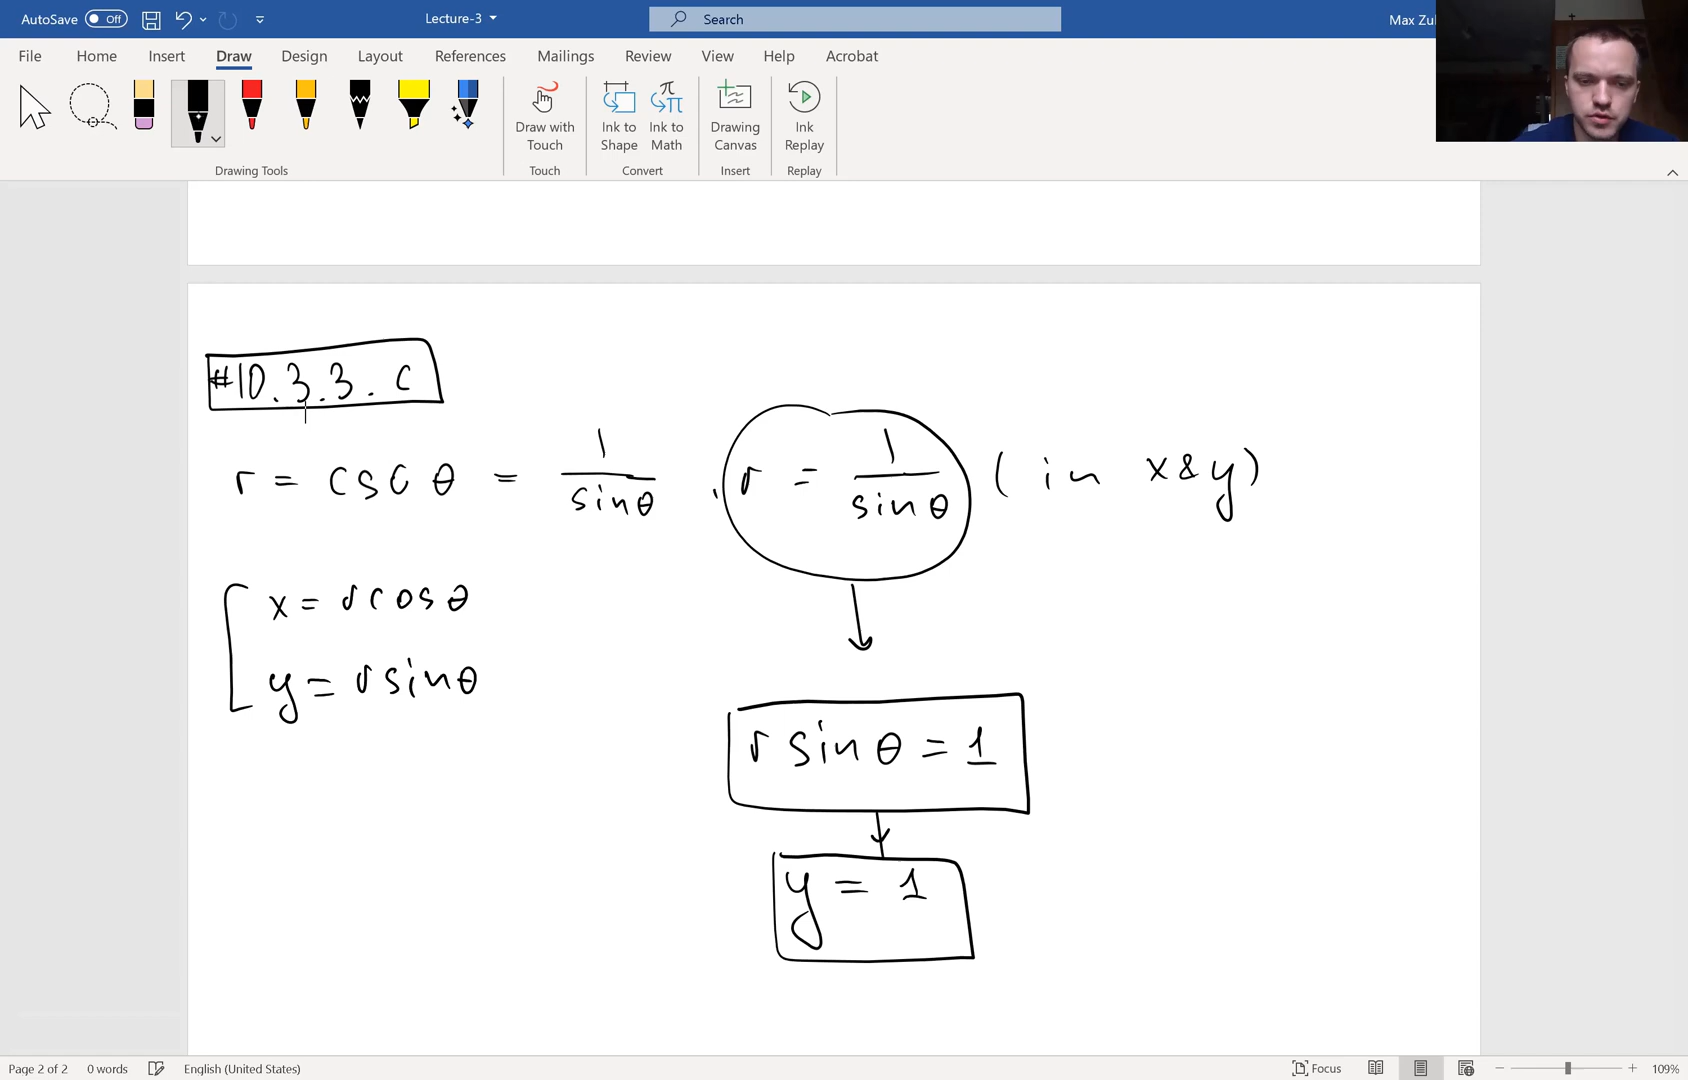 AutoSave Off Lecture-3 Search Max Zul
File Home Insert Draw Design Layout References Mailings Review View Help Acrobat
Draw with Touch
Ink to Shape
Ink to Math
Drawing Canvas
Ink Replay
Drawing Tools Touch Convert Insert Replay
#10.3.3. c
r = csc θ = 1/sinθ , r = 1/sinθ ( in x & y)
x = r cos θ
y = r sin θ
r sin θ = 1
y = 1
Page 2 of 2 0 words English (United States) Focus 109%